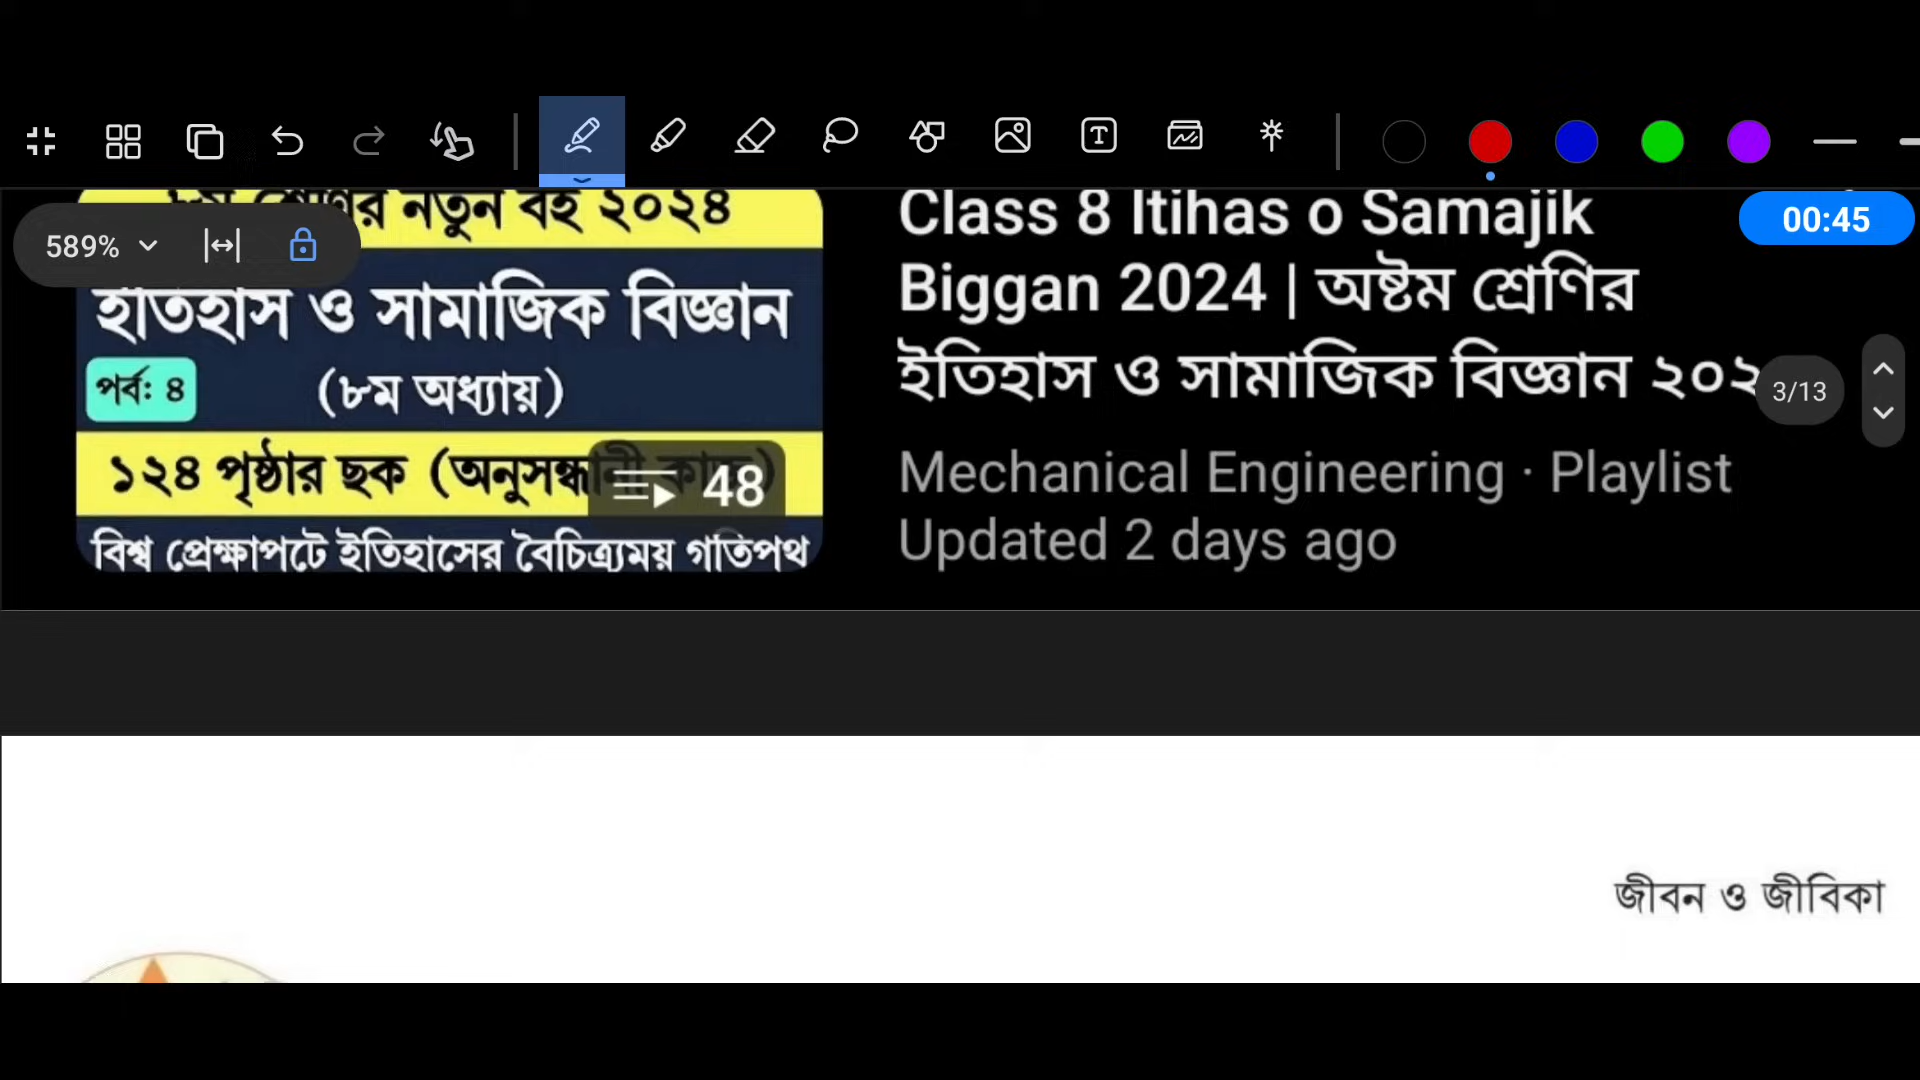 589%
00:45
নতুন বই ২০২৪
ইতিহাস ও সামাজিক বিজ্ঞান
পর্ব: ৪
(৮ম অধ্যায়)
১২৪ পৃষ্ঠার ছক (অনুসন্ধানী কাজ)
48
বিশ্ব প্রেক্ষাপটে ইতিহাসের বৈচিত্র্যময় গতিপথ
Class 8 Itihas o Samajik
Biggan 2024 | অষ্টম শ্রেণির
ইতিহাস ও সামাজিক বিজ্ঞান ২০২
3/13
Mechanical Engineering · Playlist
Updated 2 days ago
জীবন ও জীবিকা